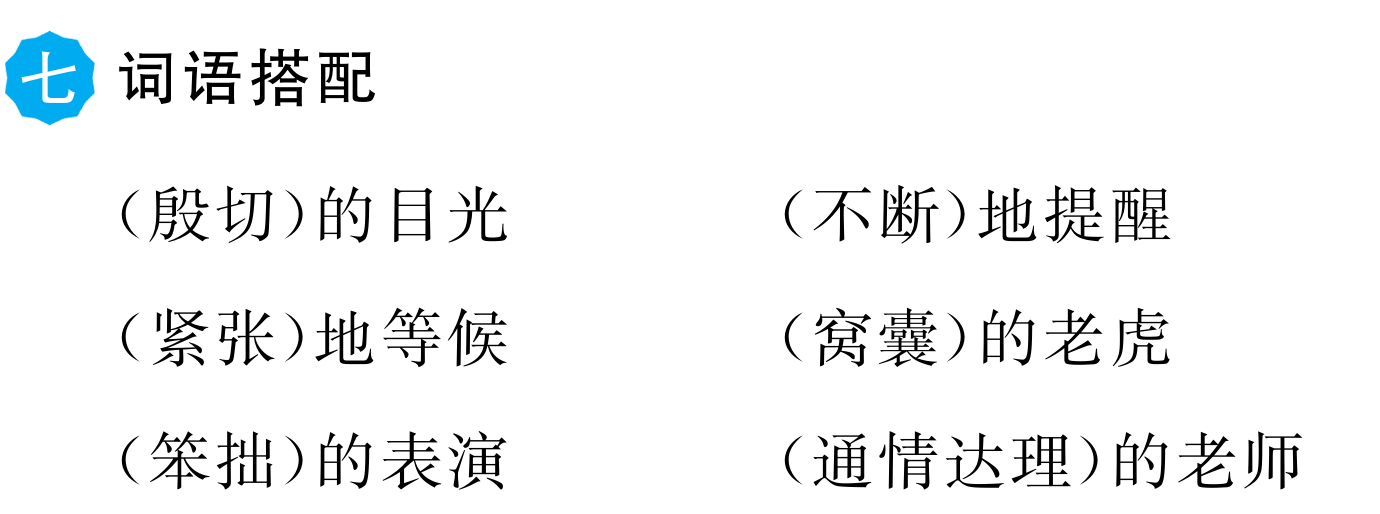 七 词语搭配
（殷切）的目光 （不断）地提醒
（紧张）地等候 （窝囊）的老虎
（笨拙）的表演 （通情达理）的老师